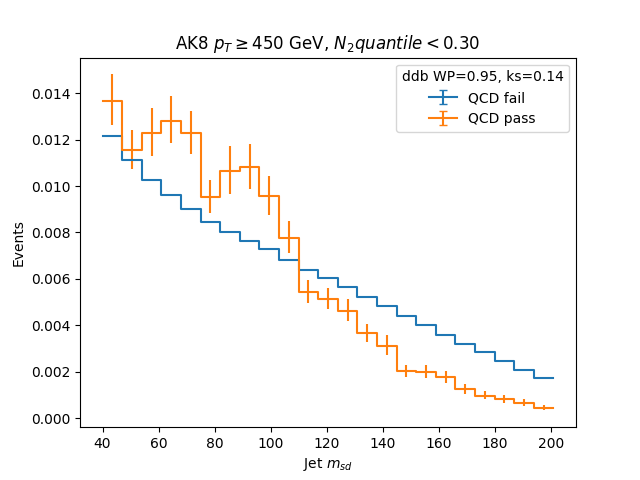 AK8 $p_T \geq 450$ GeV, $N_2quantile < 0.30$
ddb WP=0.95, ks=0.14
QCD fail
QCD pass
Events
0.014
0.012
0.010
0.008
0.006
0.004
0.002
0.000
40 60 80 100 120 140 160 180 200
Jet $m_{sd}$